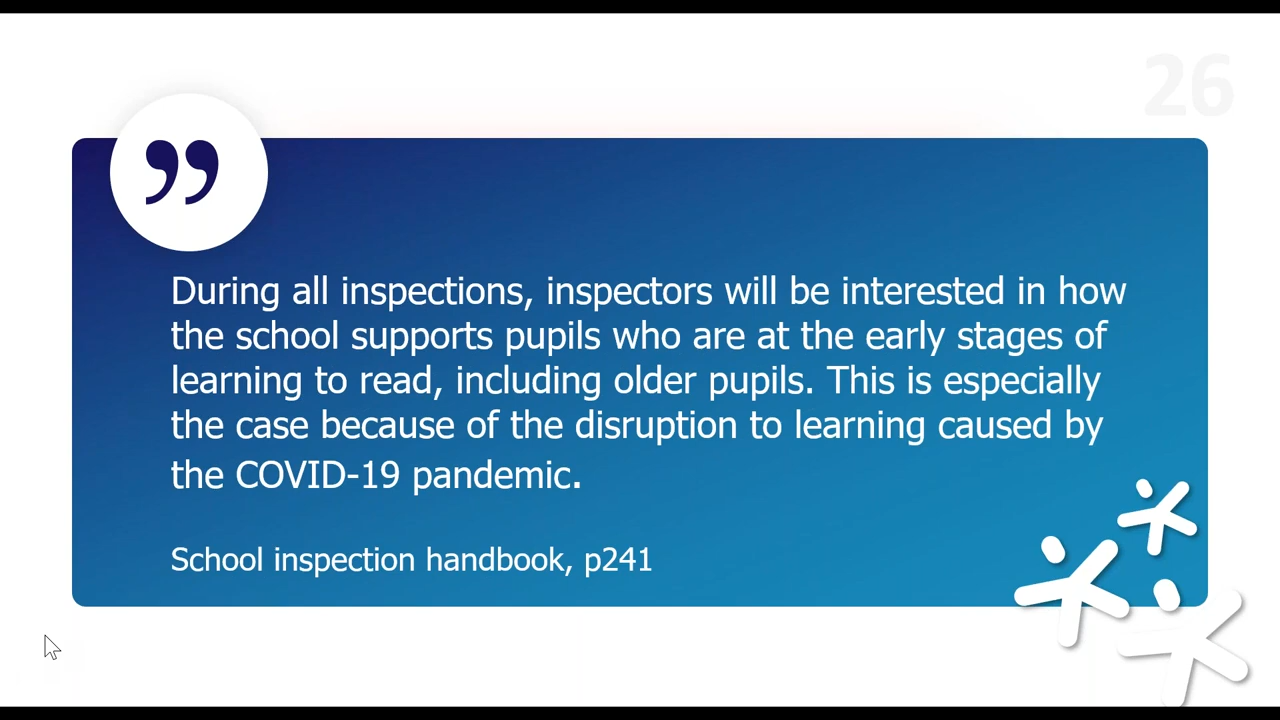 26
”
During all inspections, inspectors will be interested in how
the school supports pupils who are at the early stages of
learning to read, including older pupils. This is especially
the case because of the disruption to learning caused by
the COVID-19 pandemic.
School inspection handbook, p241